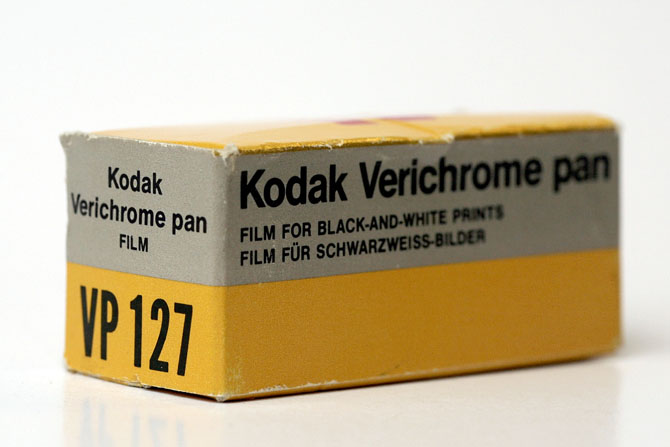 Kodak
Verichrome pan
FILM
VP 127
Kodak Verichrome pan
FILM FOR BLACK-AND-WHITE PRINTS
FILM FÜR SCHWARZWEISS-BILDER